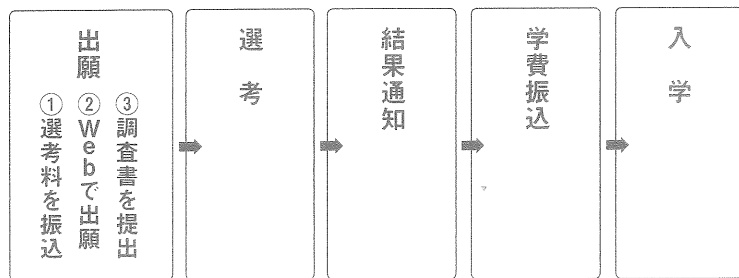 出願
①選考料を振込
②Webで出願
③調査書を提出
選考
結果通知
学費振込
入学